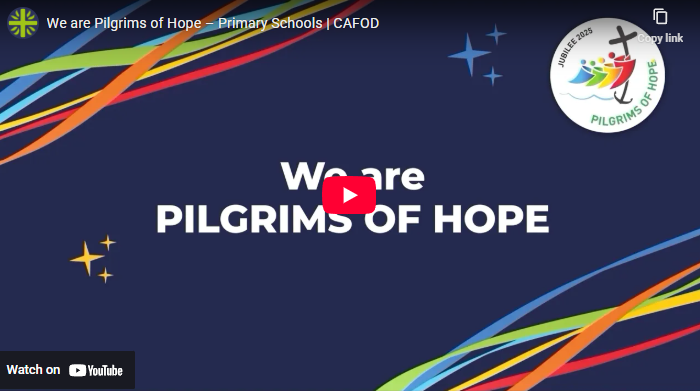 We are Pilgrims of Hope – Primary Schools | CAFOD
Copy link
JUBILEE 2025
PILGRIMS OF HOPE
We are
PILGRIMS OF HOPE
Watch on YouTube